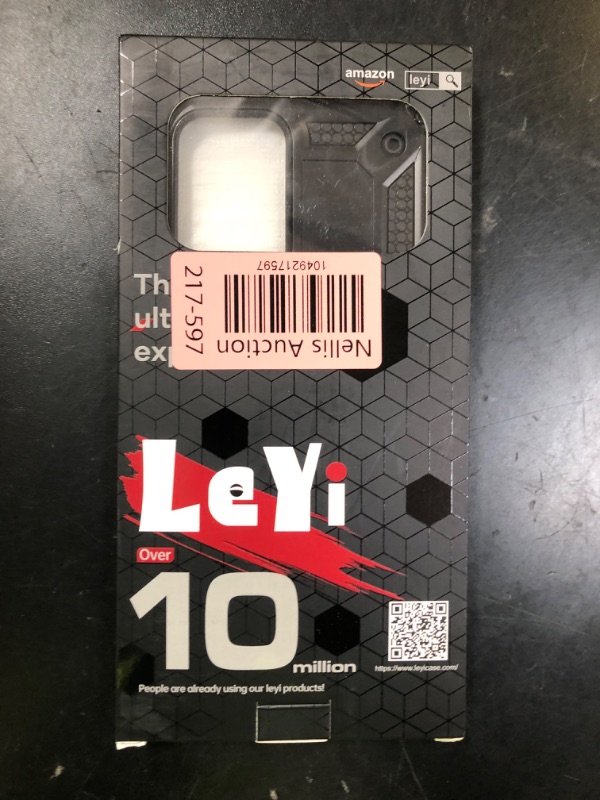 amazon
leyi
1049217597
217-597
Nellis Auction
LeYi
Over
10
million
https://www.leyicase.com/
People are already using our leyi products!